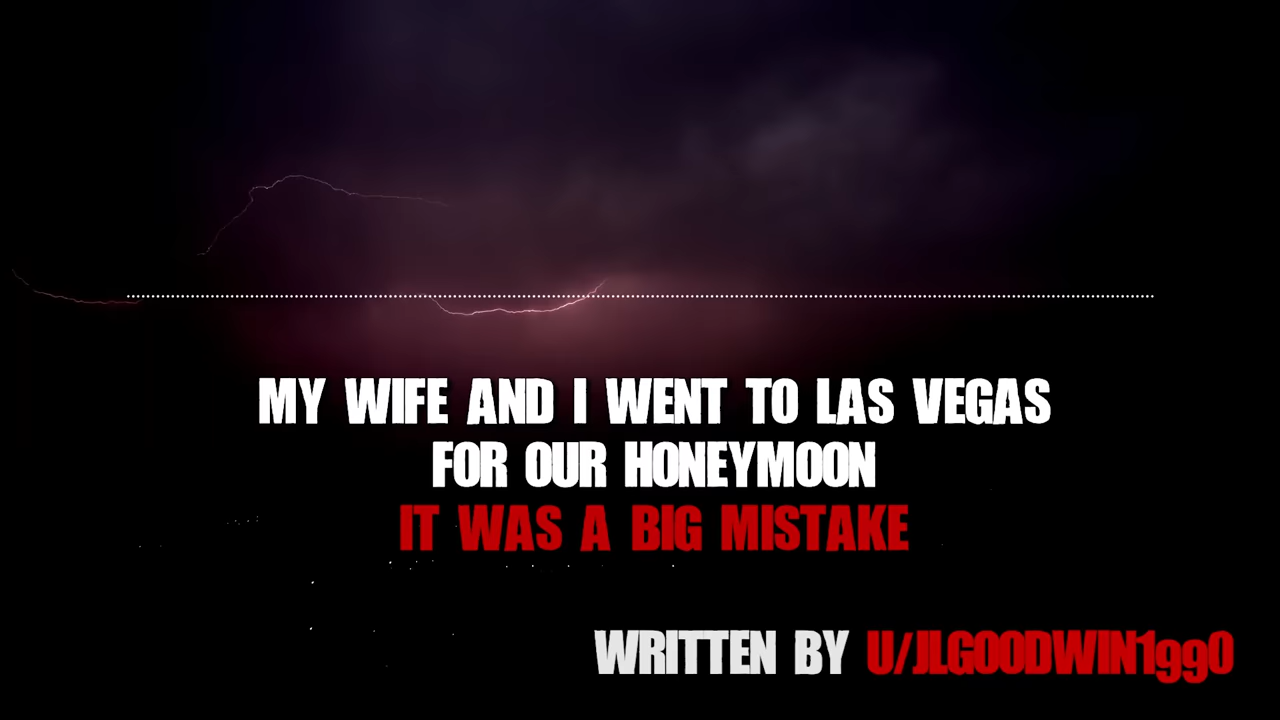 MY WIFE AND I WENT TO LAS VEGAS
FOR OUR HONEYMOON
IT WAS A BIG MISTAKE
WRITTEN BY U/JLGOODWIN1990